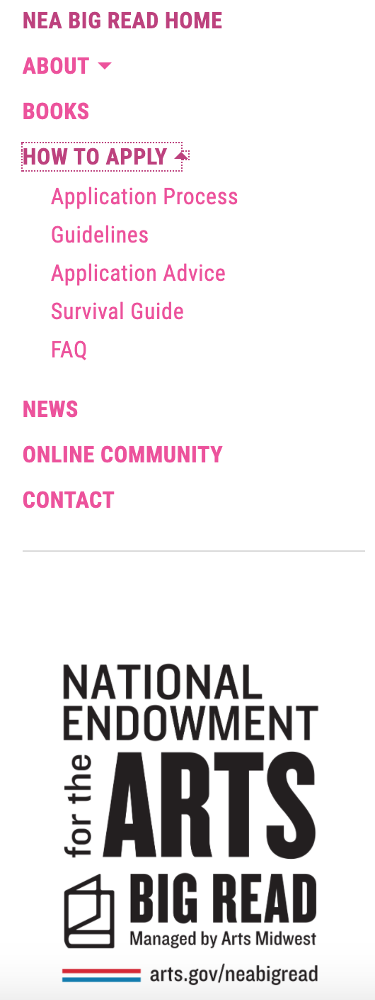 NEA BIG READ HOME
ABOUT
BOOKS
HOW TO APPLY
Application Process
Guidelines
Application Advice
Survival Guide
FAQ
NEWS
ONLINE COMMUNITY
CONTACT
NATIONAL
ENDOWMENT
for the
ARTS
BIG READ
Managed by Arts Midwest
arts.gov/neabigread